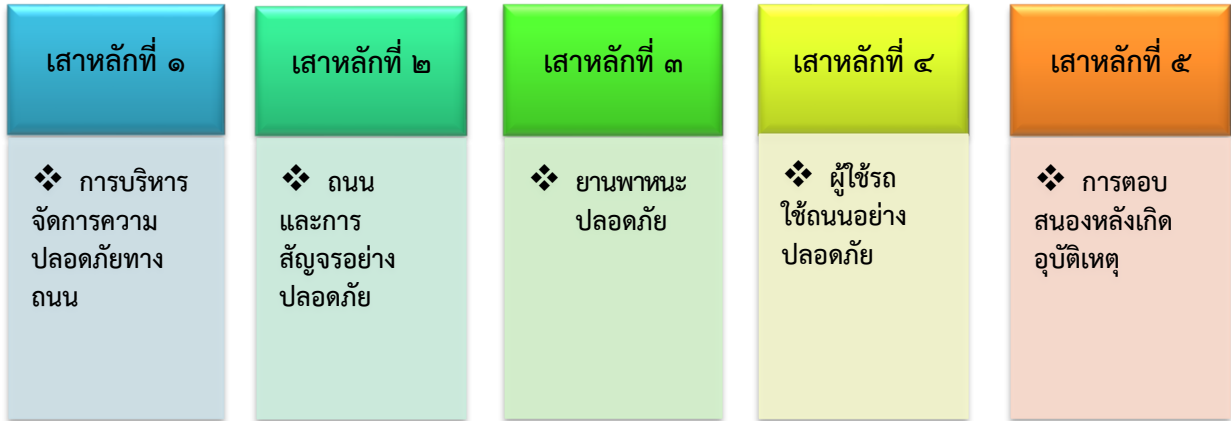 เสาหลักที่ ๑
❖ การบริหาร
จัดการความ
ปลอดภัยทาง
ถนน
เสาหลักที่ ๒
❖ ถนน
และการ
สัญจรอย่าง
ปลอดภัย
เสาหลักที่ ๓
❖ ยานพาหนะ
ปลอดภัย
เสาหลักที่ ๔
❖ ผู้ใช้รถ
ใช้ถนนอย่าง
ปลอดภัย
เสาหลักที่ ๕
❖ การตอบ
สนองหลังเกิด
อุบัติเหตุ